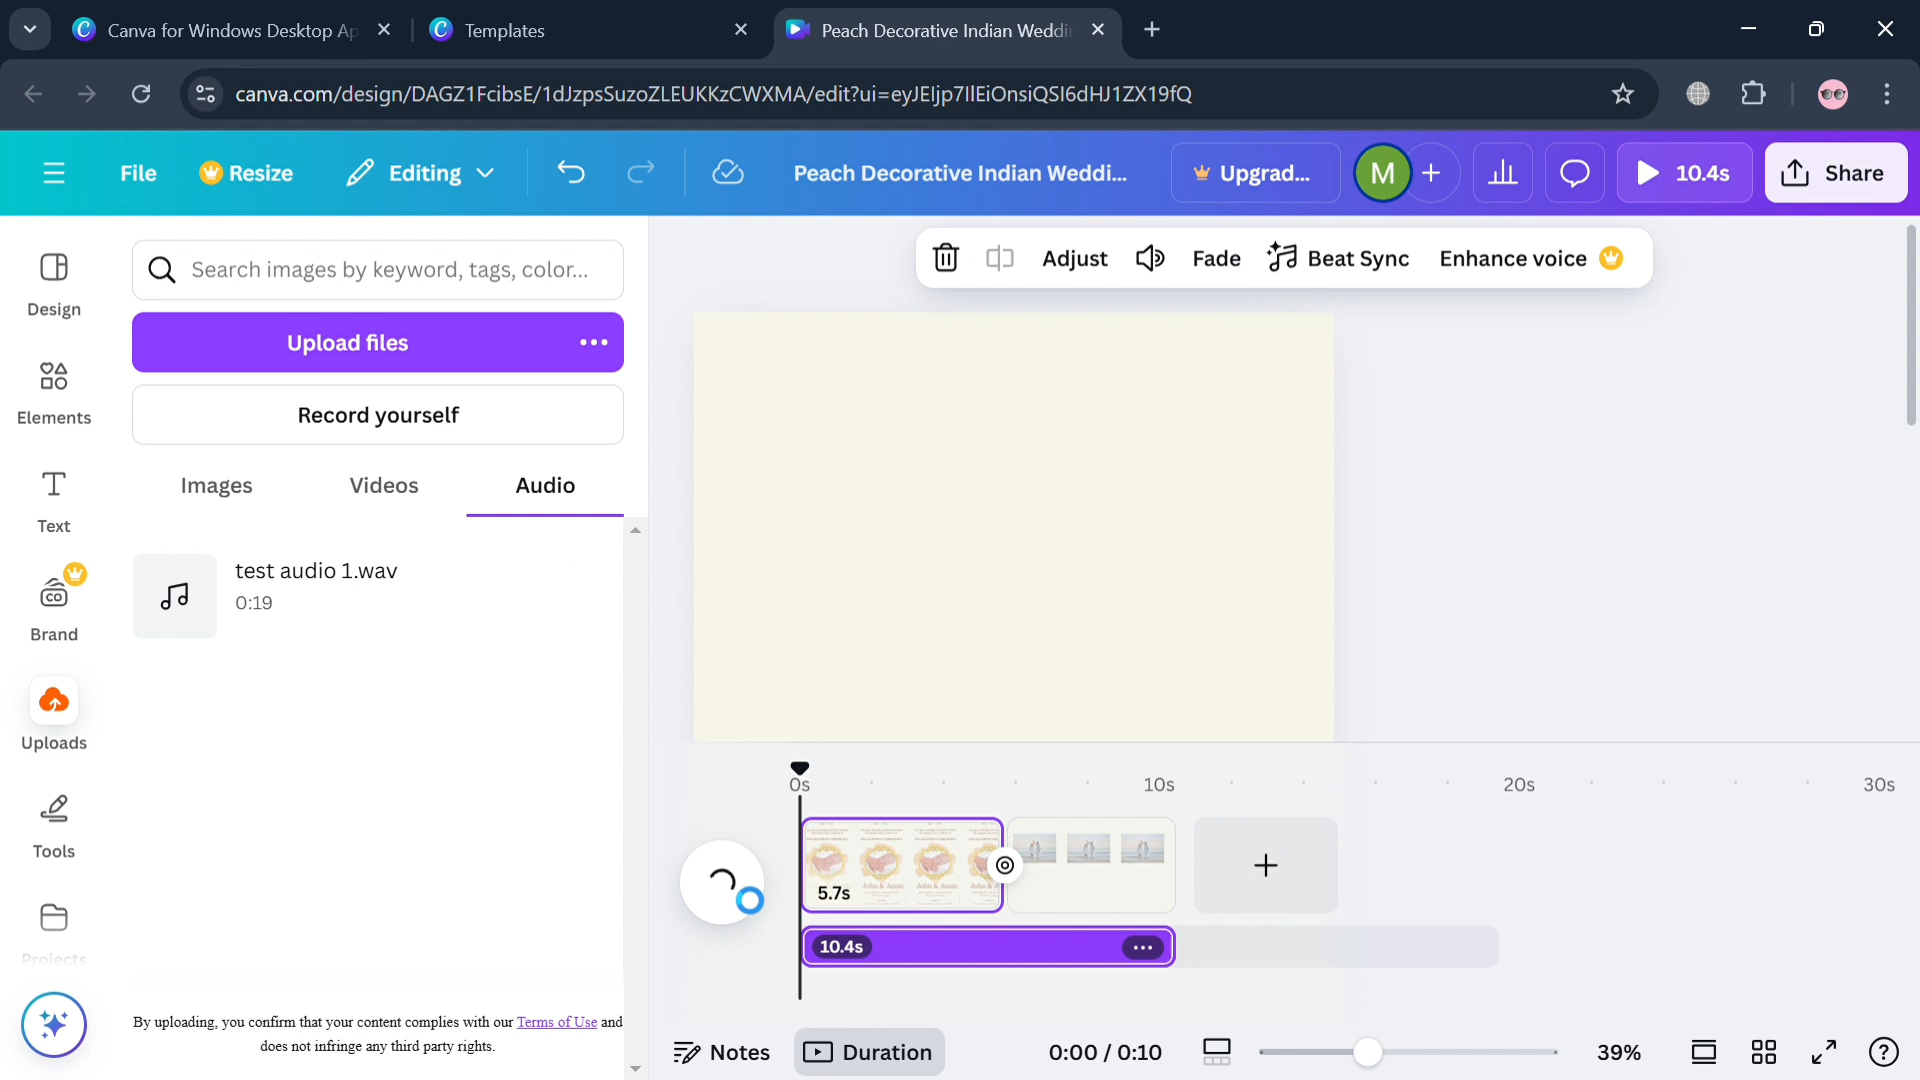 Canva for Windows Desktop Ap
Templates
Peach Decorative Indian Weddi
canva.com/design/DAGZ1FcibsE/1dJzpsSuzoZLEUKKzCWXMA/edit?ui=eyJEIjp7IlEiOnsiQSI6dHJ1ZX19fQ
File
Resize
Editing
Peach Decorative Indian Weddi...
Upgrad...
M
10.4s
Share
Design
Elements
Text
Brand
Uploads
Tools
Projects
Search images by keyword, tags, color...
Upload files
Record yourself
Images
Videos
Audio
test audio 1.wav
0:19
By uploading, you confirm that your content complies with our Terms of Use and
does not infringe any third party rights.
Adjust
Fade
Beat Sync
Enhance voice
0s
10s
20s
30s
5.7s
10.4s
Notes
Duration
0:00 / 0:10
39%